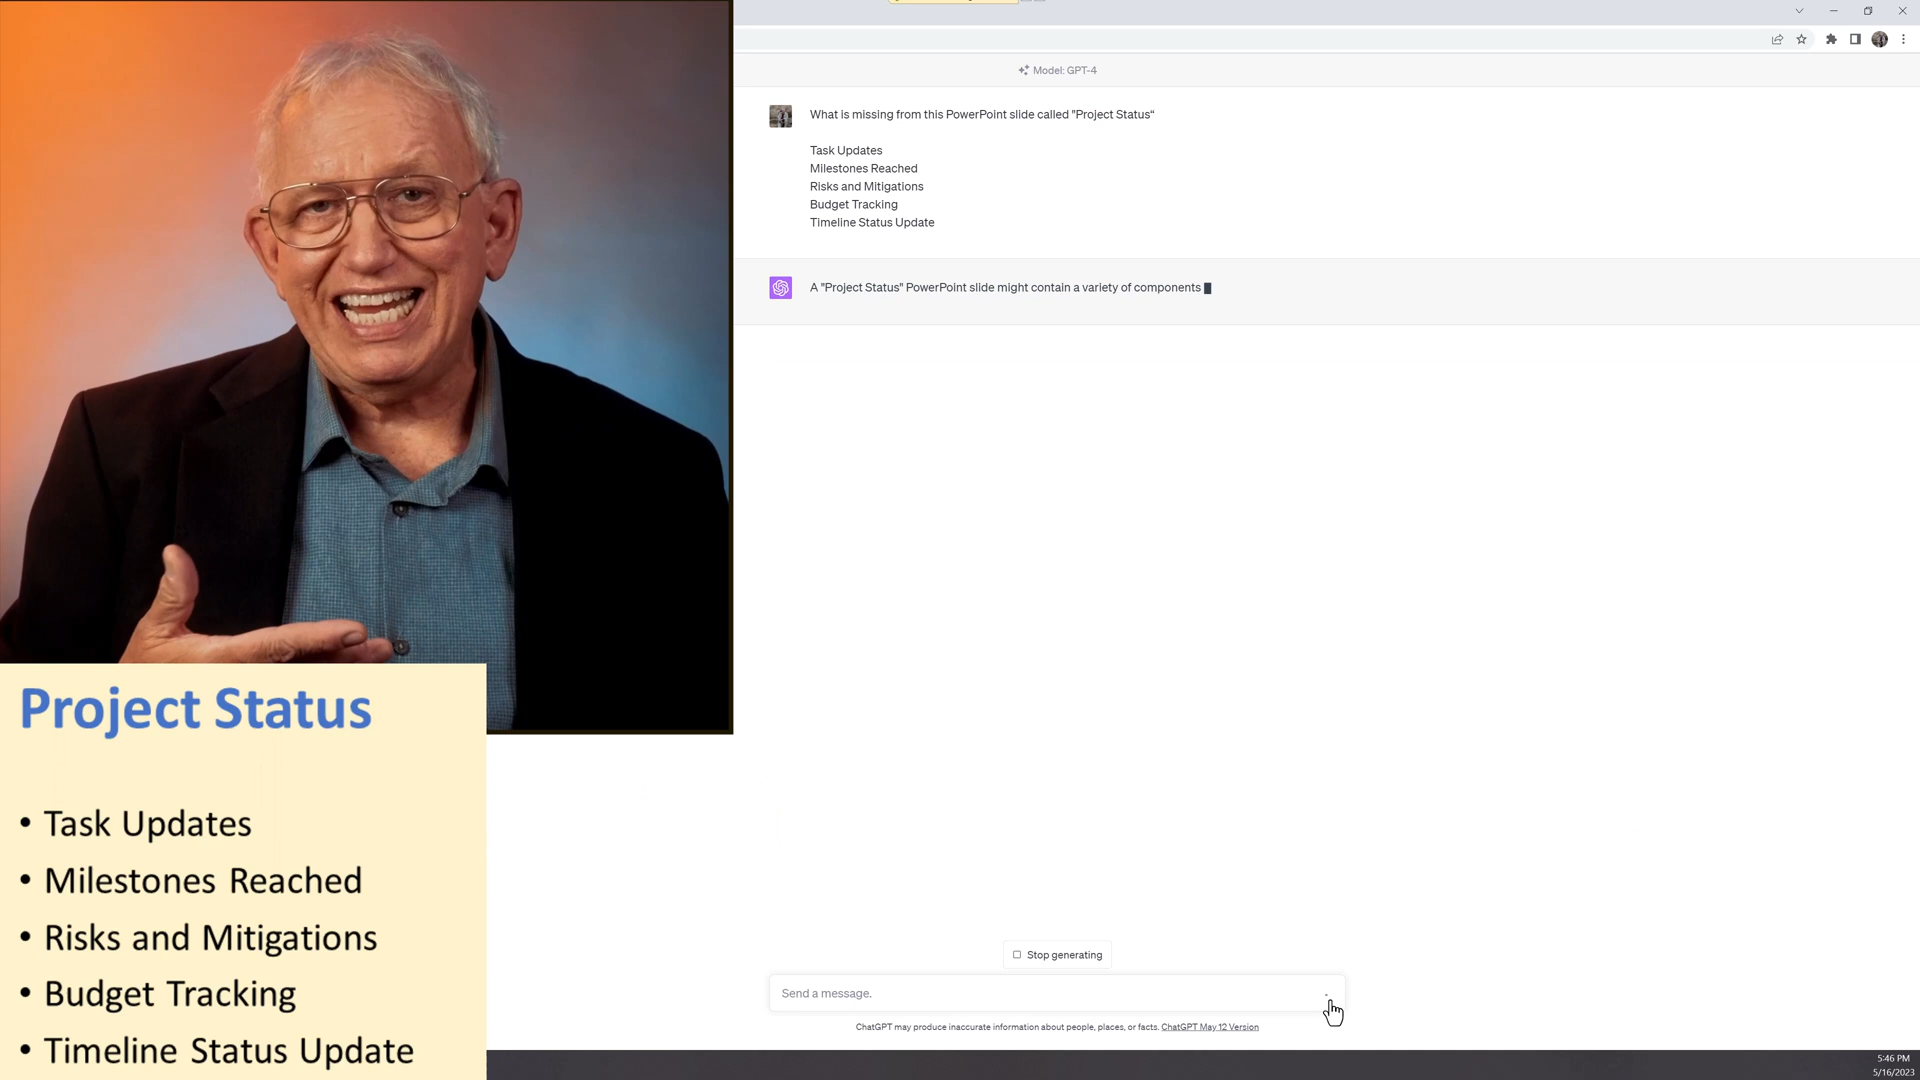 Model: GPT-4
What is missing from this PowerPoint slide called "Project Status“
Task Updates
Milestones Reached
Risks and Mitigations
Budget Tracking
Timeline Status Update
A "Project Status" PowerPoint slide might contain a variety of components
Project Status
• Task Updates
• Milestones Reached
• Risks and Mitigations
• Budget Tracking
• Timeline Status Update
Stop generating
Send a message.
ChatGPT may produce inaccurate information about people, places, or facts. ChatGPT May 12 Version
5:46 PM
5/16/2023